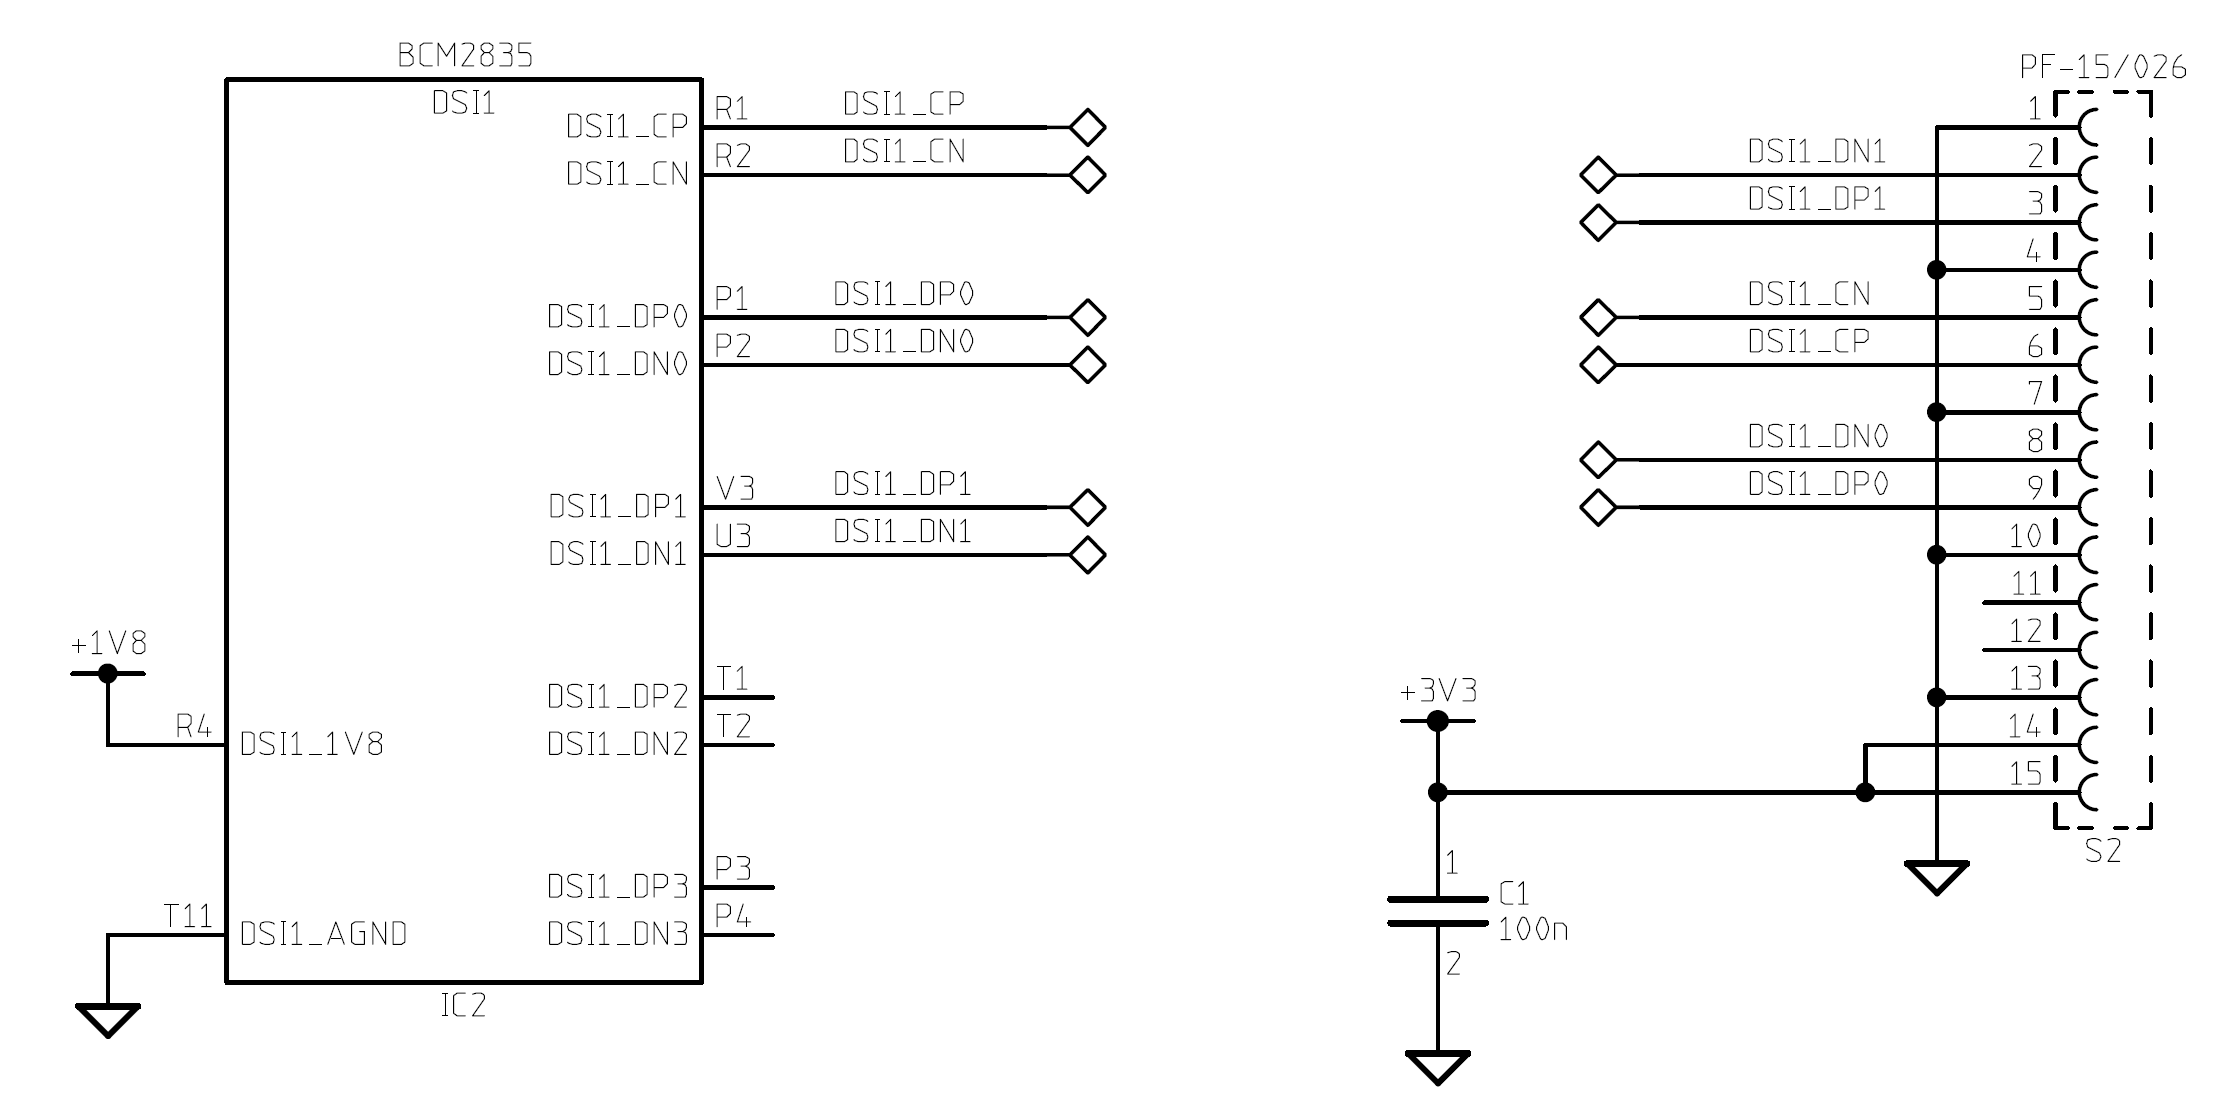 BCM2835
DSI1
DSI1_CP R1 DSI1_CP
DSI1_CN R2 DSI1_CN
DSI1_DP0 P1 DSI1_DP0
DSI1_DN0 P2 DSI1_DN0
DSI1_DP1 V3 DSI1_DP1
DSI1_DN1 U3 DSI1_DN1
+1V8
DSI1_DP2 T1
R4 DSI1_1V8
DSI1_DN2 T2
DSI1_DP3 P3
T11 DSI1_AGND
DSI1_DN3 P4
IC2
PF-15/026
1
DSI1_DN1 2
DSI1_DP1 3
4
DSI1_CN 5
DSI1_CP 6
7
DSI1_DN0 8
DSI1_DP0 9
10
11
12
13
+3V3
14
15
S2
1
C1
100n
2